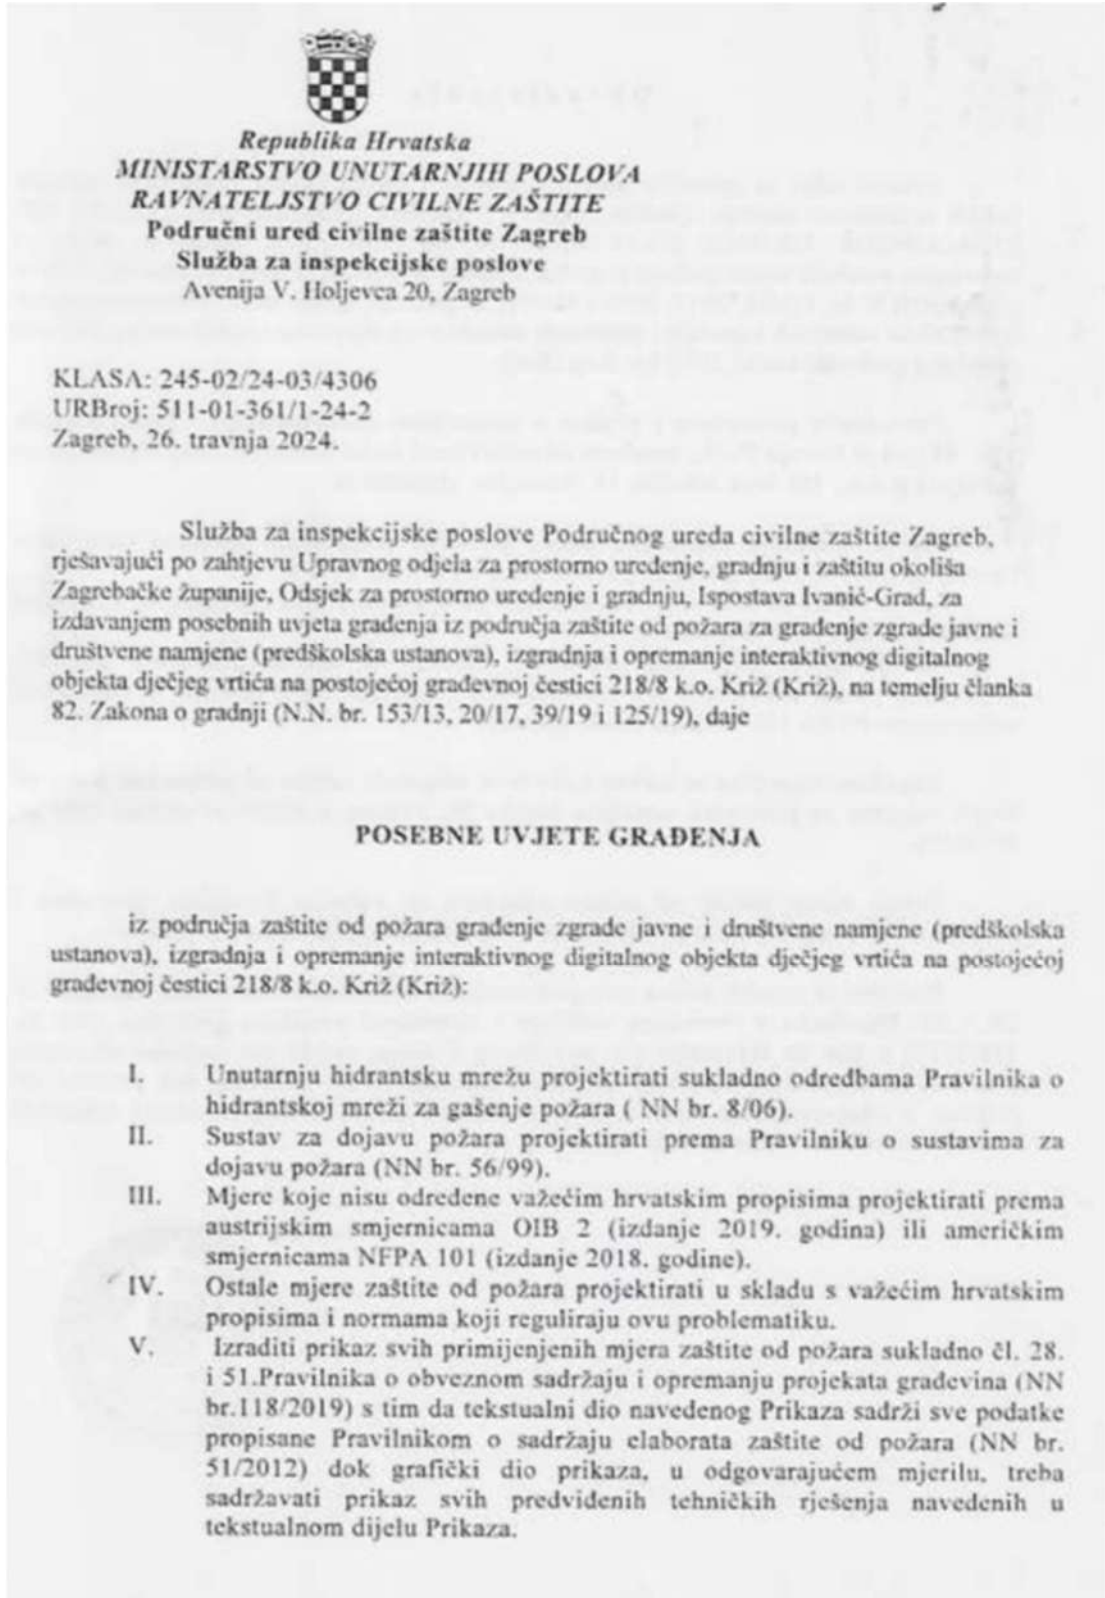 Republika Hrvatska
MINISTARSTVO UNUTARNJIH POSLOVA
RAVNATELJSTVO CIVILNE ZAŠTITE
Područni ured civilne zaštite Zagreb
Služba za inspekcijske poslove
Avenija V. Holjevca 20, Zagreb
KLASA: 245-02/24-03/4306
URBroj: 511-01-361/1-24-2
Zagreb, 26. travnja 2024.
Služba za inspekcijske poslove Područnog ureda civilne zaštite Zagreb,
rješavajući po zahtjevu Upravnog odjela za prostorno uređenje, gradnju i zaštitu okoliša
Zagrebačke županije, Odsjek za prostorno uređenje i gradnju, Ispostava Ivanić-Grad, za
izdavanjem posebnih uvjeta građenja iz područja zaštite od požara za građenje zgrade javne i
društvene namjene (predškolska ustanova), izgradnja i opremanje interaktivnog digitalnog
objekta dječjeg vrtića na postojećoj građevnoj čestici 218/8 k.o. Križ (Križ), na temelju članka
82. Zakona o gradnji (N.N. br. 153/13, 20/17, 39/19 i 125/19), daje
POSEBNE UVJETE GRAĐENJA
iz područja zaštite od požara građenje zgrade javne i društvene namjene (predškolska
ustanova), izgradnja i opremanje interaktivnog digitalnog objekta dječjeg vrtića na postojećoj
građevnoj čestici 218/8 k.o. Križ (Križ):
I. Unutarnju hidrantsku mrežu projektirati sukladno odredbama Pravilnika o
hidrantskoj mreži za gašenje požara ( NN br. 8/06).
II. Sustav za dojavu požara projektirati prema Pravilniku o sustavima za
dojavu požara (NN br. 56/99).
III. Mjere koje nisu određene važećim hrvatskim propisima projektirati prema
austrijskim smjernicama OIB 2 (izdanje 2019. godina) ili američkim
smjernicama NFPA 101 (izdanje 2018. godine).
IV. Ostale mjere zaštite od požara projektirati u skladu s važećim hrvatskim
propisima i normama koji reguliraju ovu problematiku.
V. Izraditi prikaz svih primijenjenih mjera zaštite od požara sukladno čl. 28.
i 51.Pravilnika o obveznom sadržaju i opremanju projekata građevina (NN
br.118/2019) s tim da tekstualni dio navedenog Prikaza sadrži sve podatke
propisane Pravilnikom o sadržaju elaborata zaštite od požara (NN br.
51/2012) dok grafički dio prikaza, u odgovarajućem mjerilu, treba
sadržavati prikaz svih predviđenih tehničkih rješenja navedenih u
tekstualnom dijelu Prikaza.